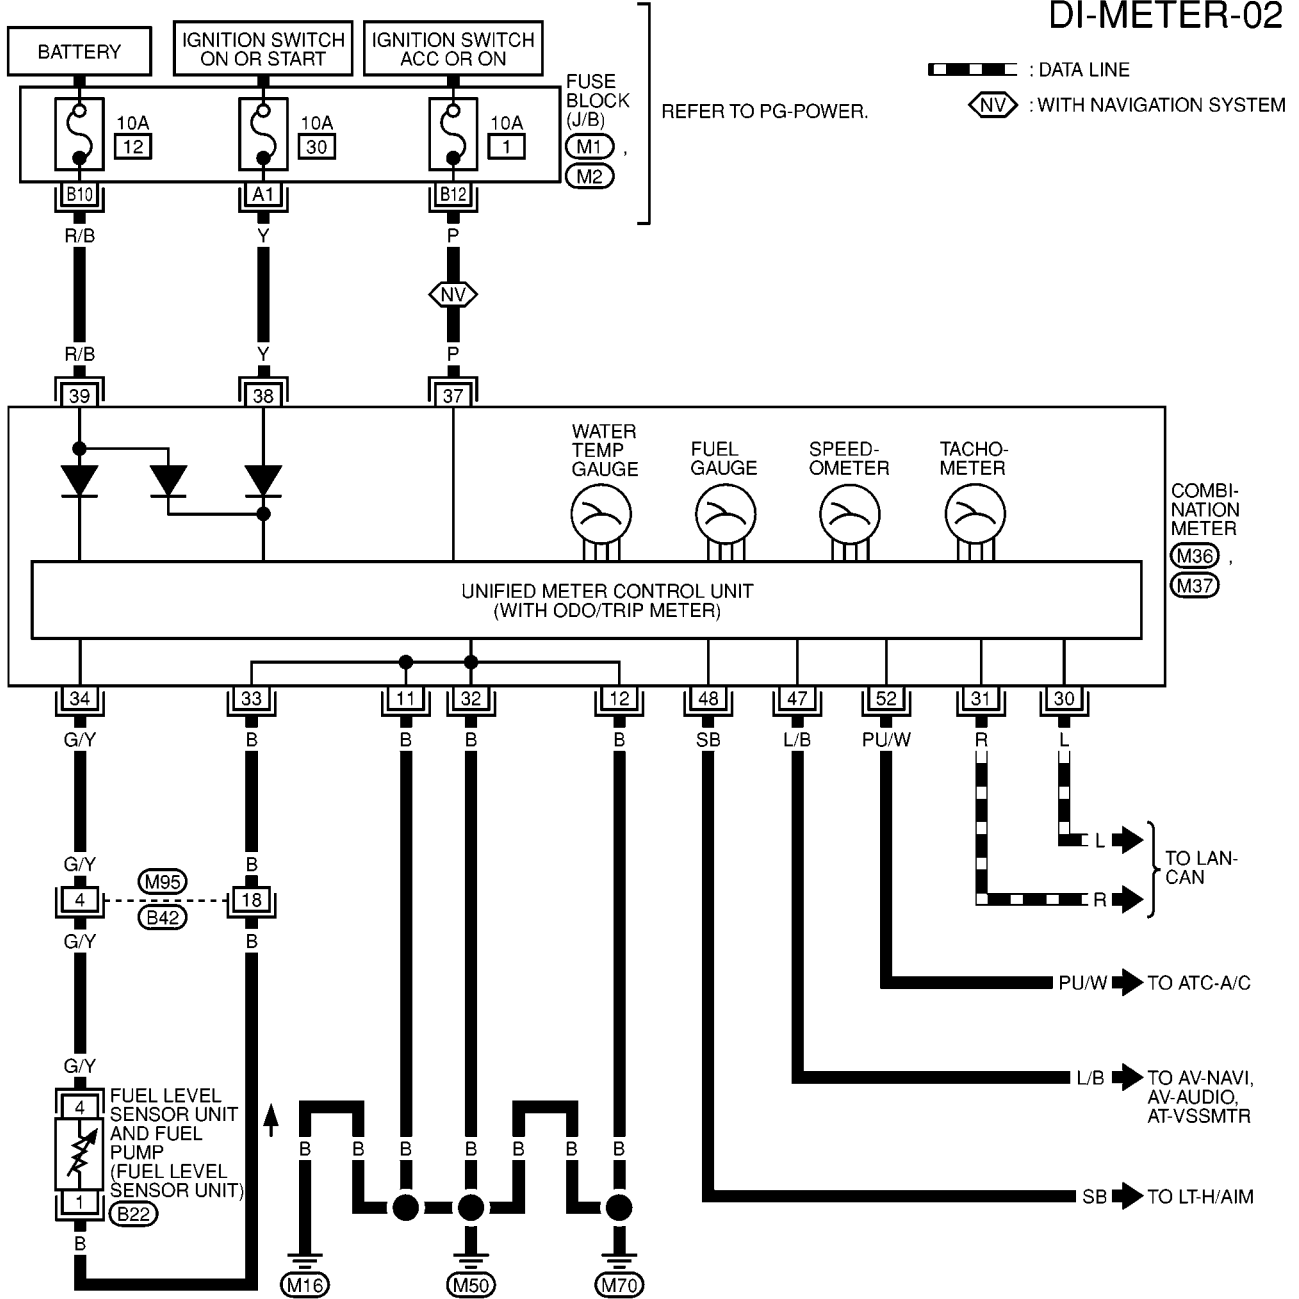 DI-METER-02
BATTERY
IGNITION SWITCH
ON OR START
IGNITION SWITCH
ACC OR ON
: DATA LINE
NV : WITH NAVIGATION SYSTEM
FUSE
BLOCK
(J/B)
M1 ,
M2
REFER TO PG-POWER.
10A
12
10A
30
10A
1
B10
A1
B12
R/B
Y
P
NV
R/B
Y
P
39
38
37
WATER
TEMP
GAUGE
FUEL
GAUGE
SPEED-
OMETER
TACHO-
METER
COMBI-
NATION
METER
M36 ,
M37
UNIFIED METER CONTROL UNIT
(WITH ODO/TRIP METER)
34
33
11
32
12
48
47
52
31
30
G/Y
B
B
B
B
SB
L/B
PU/W
R
L
L
R
TO LAN-
CAN
G/Y
B
4
M95
B42
18
G/Y
B
PU/W
TO ATC-A/C
G/Y
L/B
TO AV-NAVI,
AV-AUDIO,
AT-VSSMTR
4
FUEL LEVEL
SENSOR UNIT
AND FUEL
PUMP
(FUEL LEVEL
SENSOR UNIT)
1
B22
B
B
B
B
B
B
B
B
SB
TO LT-H/AIM
M16
M50
M70